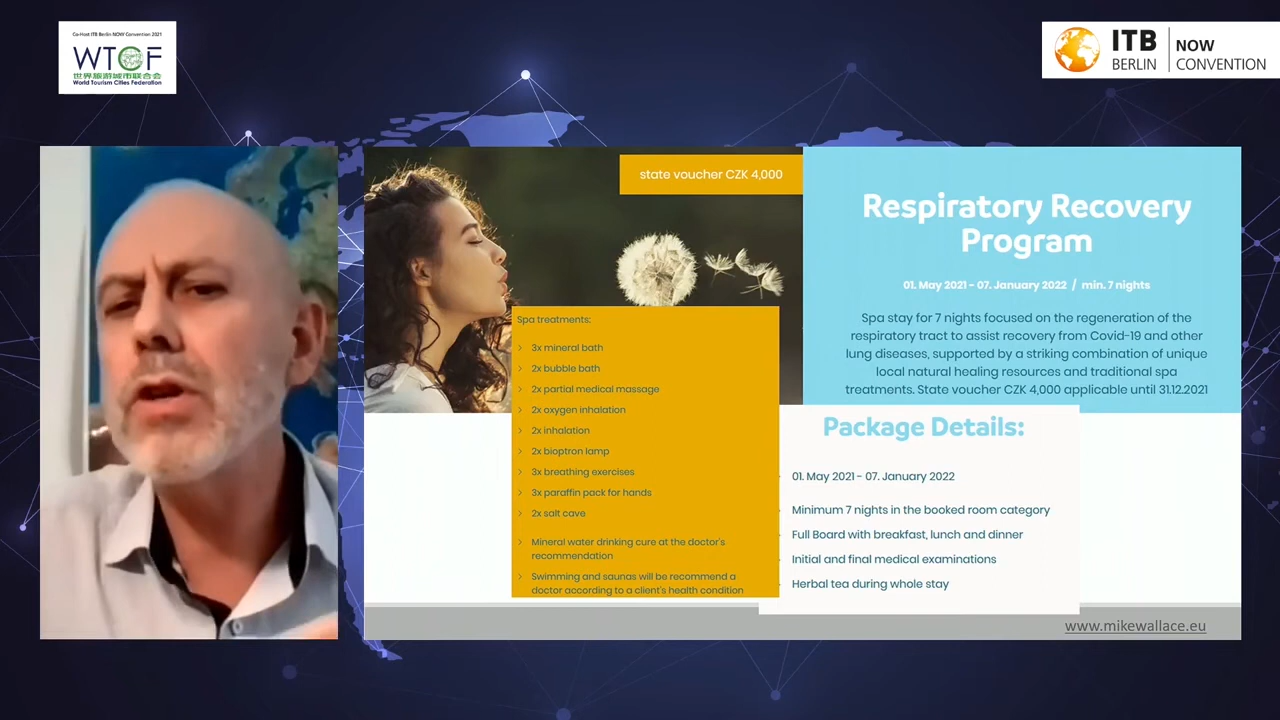 Co-Host ITB Berlin NOW Convention 2021
WTCF
世界旅游城市联合会
World Tourism Cities Federation
ITB
BERLIN
NOW
CONVENTION
state voucher CZK 4,000
Respiratory Recovery
Program
01. May 2021 - 07. January 2022 / min. 7 nights
Spa stay for 7 nights focused on the regeneration of the
respiratory tract to assist recovery from Covid-19 and other
lung diseases, supported by a striking combination of unique
local natural healing resources and traditional spa
treatments. State voucher CZK 4,000 applicable until 31.12.2021
Spa treatments:
3x mineral bath
2x bubble bath
2x partial medical massage
2x oxygen inhalation
2x inhalation
2x bioptron lamp
3x breathing exercises
3x paraffin pack for hands
2x salt cave
Mineral water drinking cure at the doctor's
recommendation
Swimming and saunas will be recommend a
doctor according to a client's health condition
Package Details:
01. May 2021 - 07. January 2022
Minimum 7 nights in the booked room category
Full Board with breakfast, lunch and dinner
Initial and final medical examinations
Herbal tea during whole stay
www.mikewallace.eu